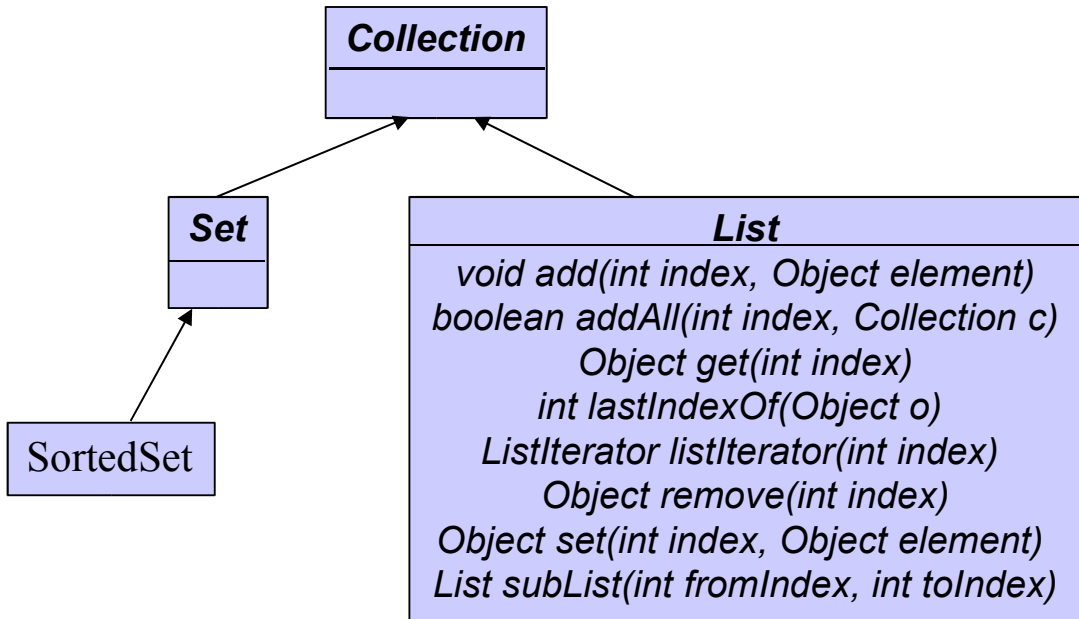 Collection
Set
List
void add(int index, Object element)
boolean addAll(int index, Collection c)
Object get(int index)
int lastIndexOf(Object o)
ListIterator listIterator(int index)
Object remove(int index)
Object set(int index, Object element)
List subList(int fromIndex, int toIndex)
SortedSet